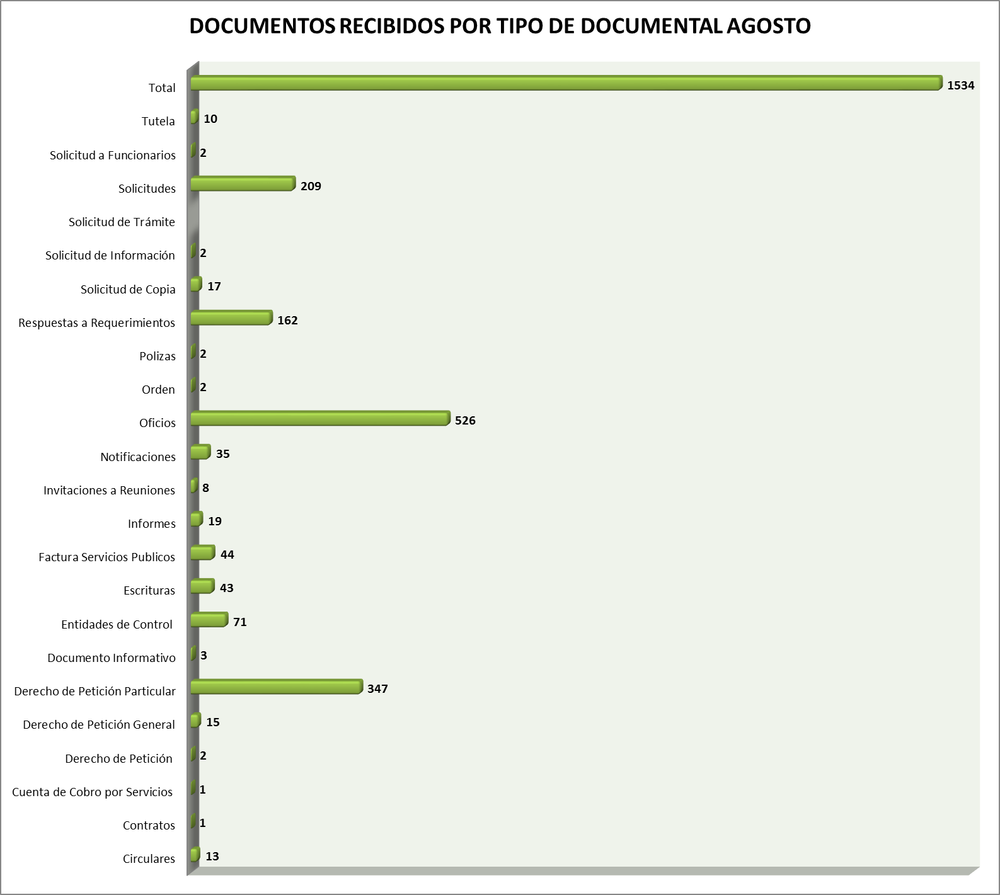 DOCUMENTOS RECIBIDOS POR TIPO DE DOCUMENTAL AGOSTO
Total 1534
Tutela 10
Solicitud a Funcionarios 2
Solicitudes 209
Solicitud de Trámite
Solicitud de Información 2
Solicitud de Copia 17
Respuestas a Requerimientos 162
Polizas 2
Orden 2
Oficios 526
Notificaciones 35
Invitaciones a Reuniones 8
Informes 19
Factura Servicios Publicos 44
Escrituras 43
Entidades de Control 71
Documento Informativo 3
Derecho de Petición Particular 347
Derecho de Petición General 15
Derecho de Petición 2
Cuenta de Cobro por Servicios 1
Contratos 1
Circulares 13